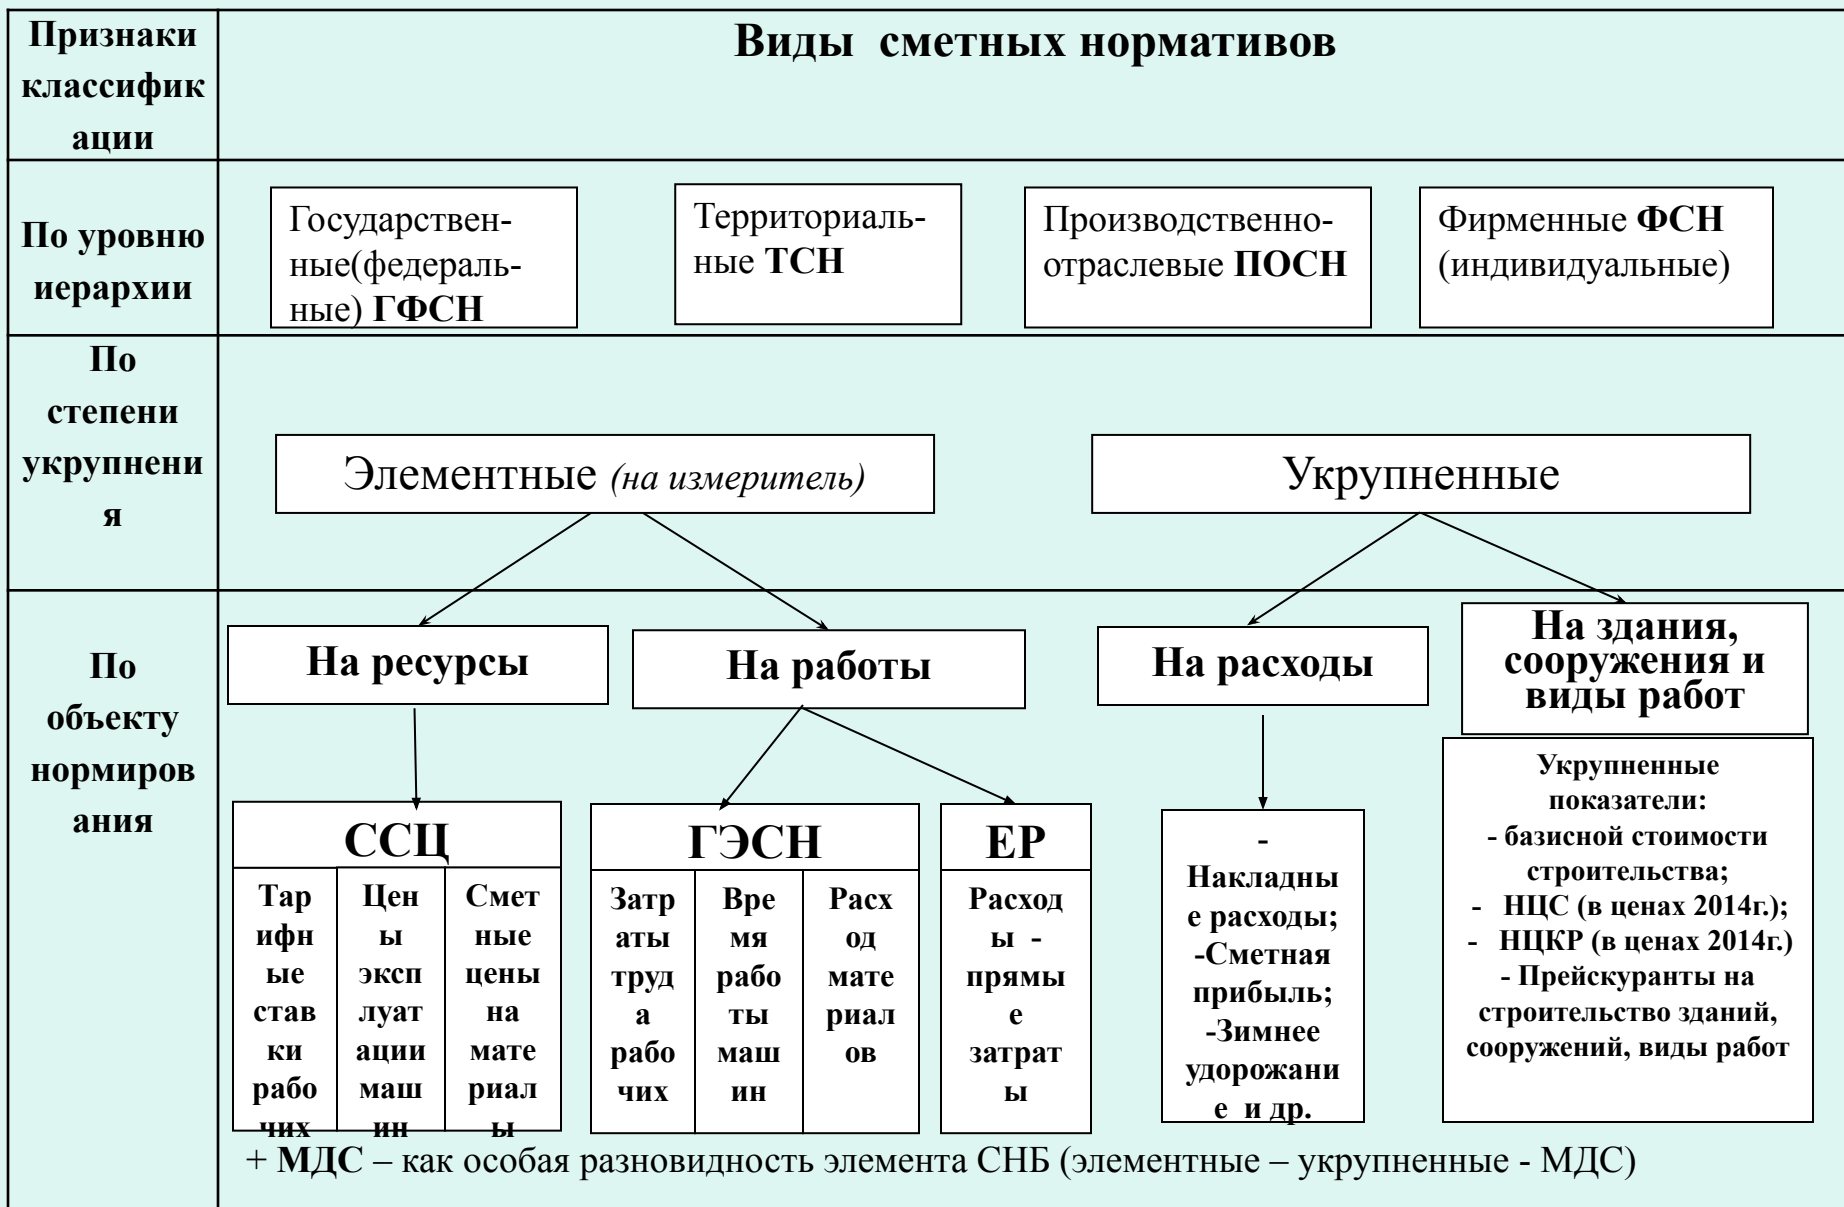 Признаки
классифик
ации
Виды сметных нормативов
По уровню
иерархии
Государствен-
ные(федераль-
ные) ГФСН
Территориаль-
ные ТСН
Производственно-
отраслевые ПОСН
Фирменные ФСН
(индивидуальные)
По
степени
укрупнени
я
Элементные (на измеритель)
Укрупненные
По
объекту
нормиров
ания
На ресурсы
На работы
На расходы
На здания,
сооружения и
виды работ
ССЦ
Тар
ифн
ые
став
ки
рабо
чих
Цен
ы
эксп
луат
ации
маш
ин
Смет
ные
цены
на
мате
риал
ы
ГЭСН
Затр
аты
труд
а
рабо
чих
Вре
мя
рабо
ты
маш
ин
Расх
од
мате
риал
ов
ЕР
Расход
ы -
прямы
е
затрат
ы
-
Накладны
е расходы;
-Сметная
прибыль;
-Зимнее
удорожани
е и др.
Укрупненные
показатели:
- базисной стоимости
строительства;
- НЦС (в ценах 2014г.);
- НЦКР (в ценах 2014г.)
- Прейскуранты на
строительство зданий,
сооружений, виды работ
+ МДС – как особая разновидность элемента СНБ (элементные – укрупненные - МДС)